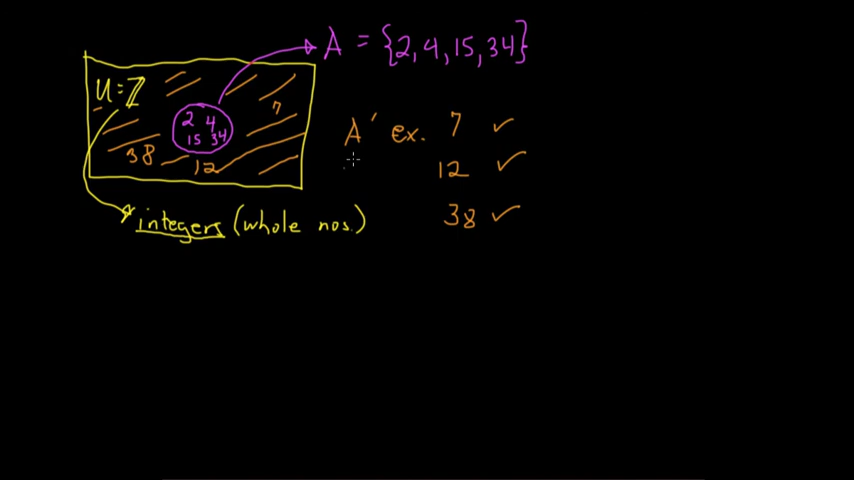 A = {2, 4, 15, 34}
U = ℤ
2 4
15 34
7
38
12
A' ex. 7 ✓
12 ✓
38 ✓
integers (whole nos.)